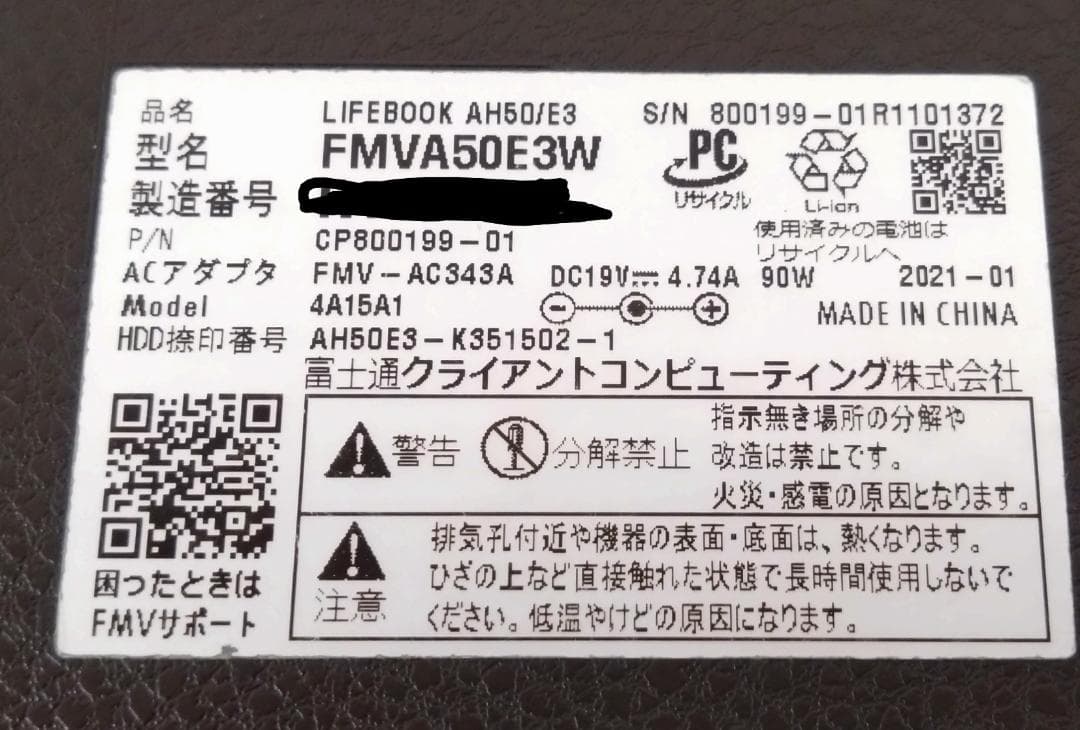 品名 LIFEBOOK AH50/E3 S/N 800199-01R1101372
型名 FMVA50E3W
PC
リサイクル
Li-ion
製造番号
使用済みの電池は
リサイクルへ
P/N CP800199-01
ACアダプタ FMV-AC343A DC19V⎓4.74A 90W 2021-01
Model 4A15A1
MADE IN CHINA
HDD捺印番号 AH50E3-K351502-1
富士通クライアントコンピューティング株式会社
警告
分解禁止
指示無き場所の分解や
改造は禁止です。
火災・感電の原因となります。
注意
排気孔付近や機器の表面・底面は、熱くなります。
ひざの上など直接触れた状態で長時間使用しないで
ください。低温やけどの原因になります。
困ったときは
FMVサポート